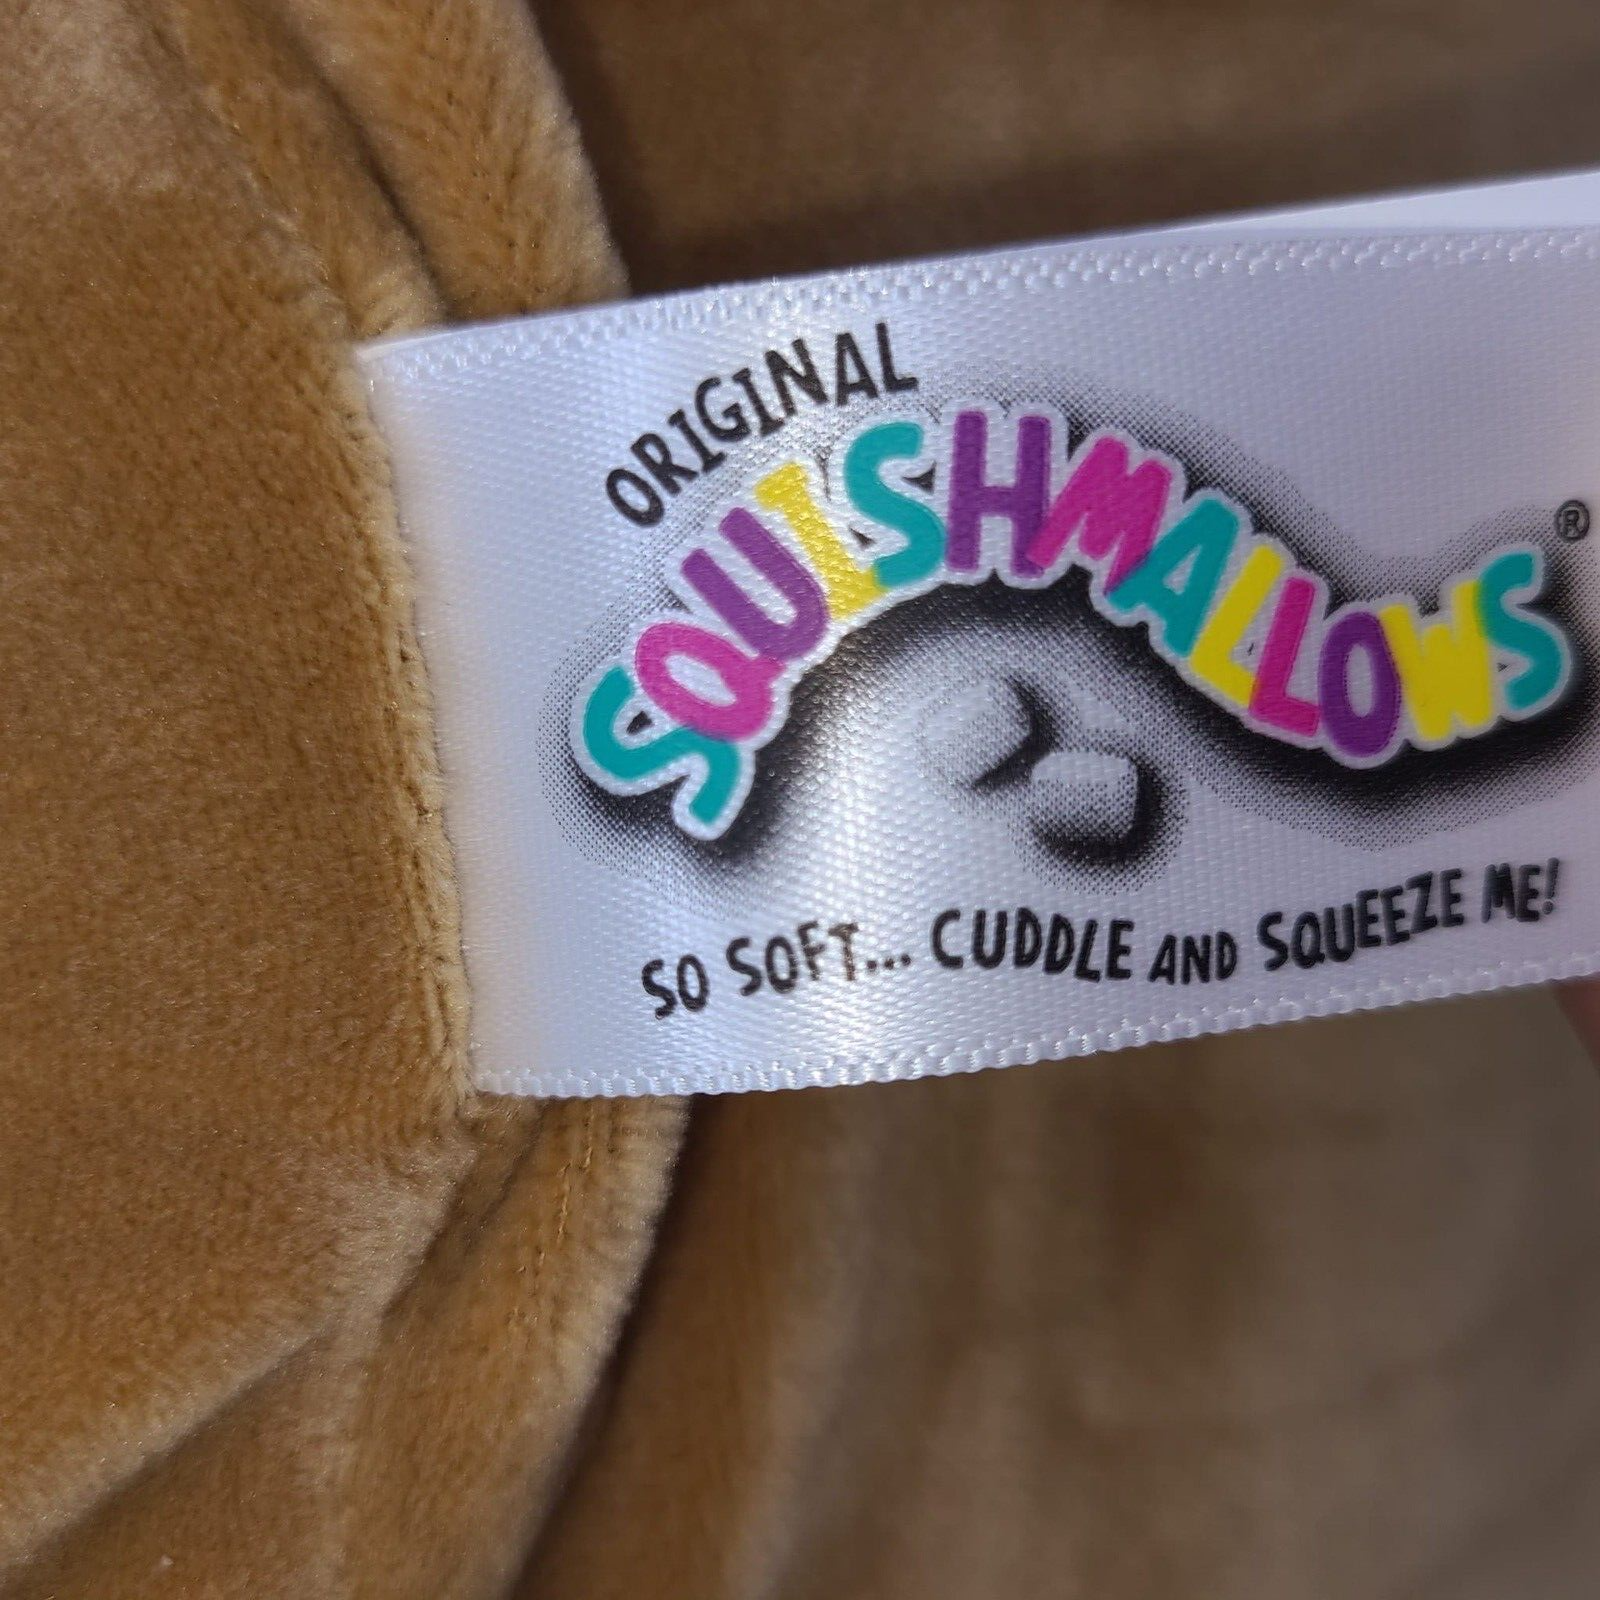 ORIGINAL
SQUISHMALLOWS®
SO SOFT... CUDDLE AND SQUEEZE ME!